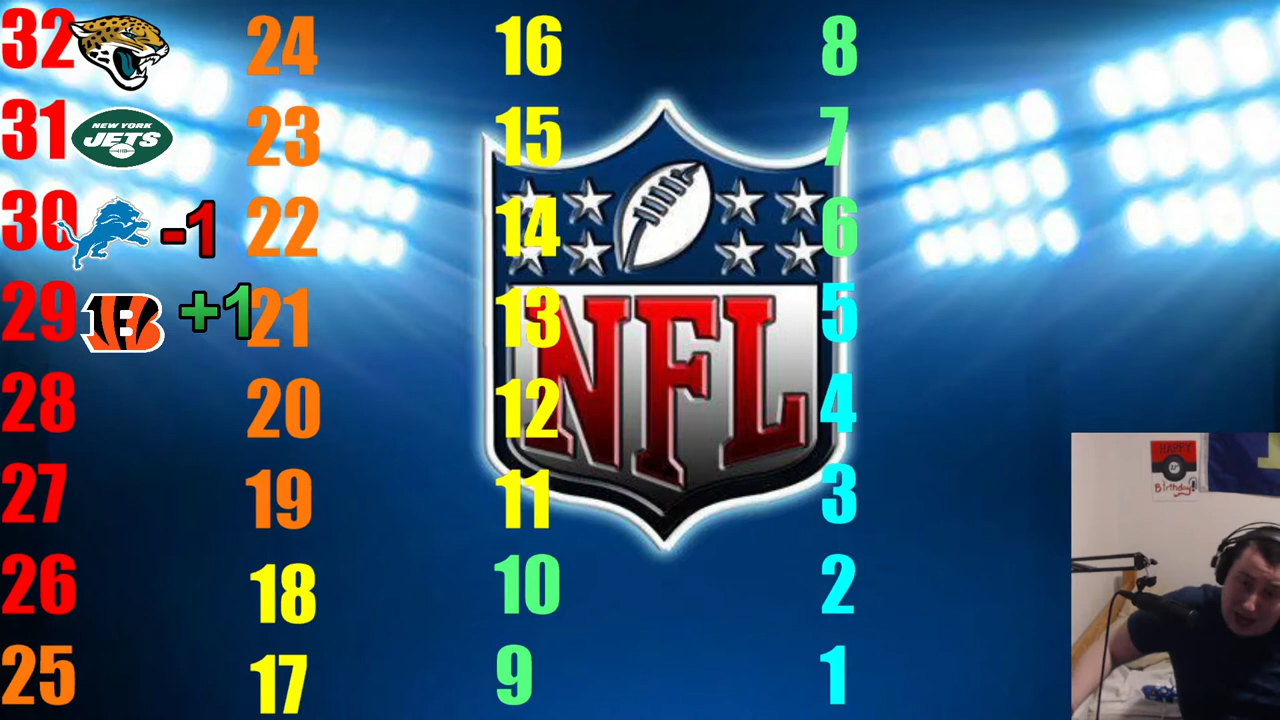 32 24 16 8
31 NEW YORK JETS 23 15 7
30 -1 22 14 6
29 B +1 21 13 5
28 20 12 4
27 19 11 3
26 18 10 2
25 17 9 1
NFL
HAPPY
Birthday!